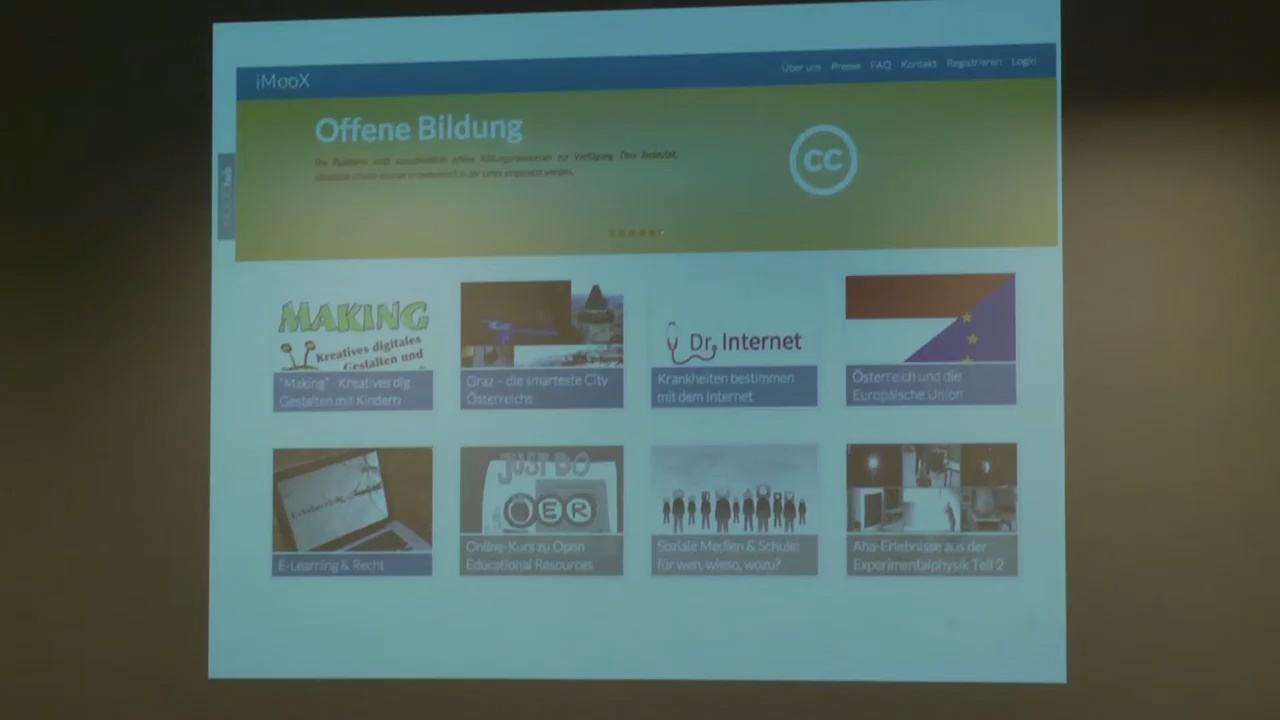 iMooX
Über uns Presse FAQ Kontakt Registrieren Login
Offene Bildung
cc
MAKING
Kreatives digitales
Gestalten und
"Making" Kreatives dig
Gestalten mit Kindern
Graz - die smarteste City
Österreichs
Dr. Internet
Krankheiten bestimmen
mit dem Internet
Österreich und die
Europäische Union
E-Learning & Recht
JUST DO
OER
Online-Kurs zu Open
Educational Resources
Soziale Medien & Schule:
für wen, wieso, wozu?
Aha-Erlebnisse aus der
Experimentalphysik Teil 2